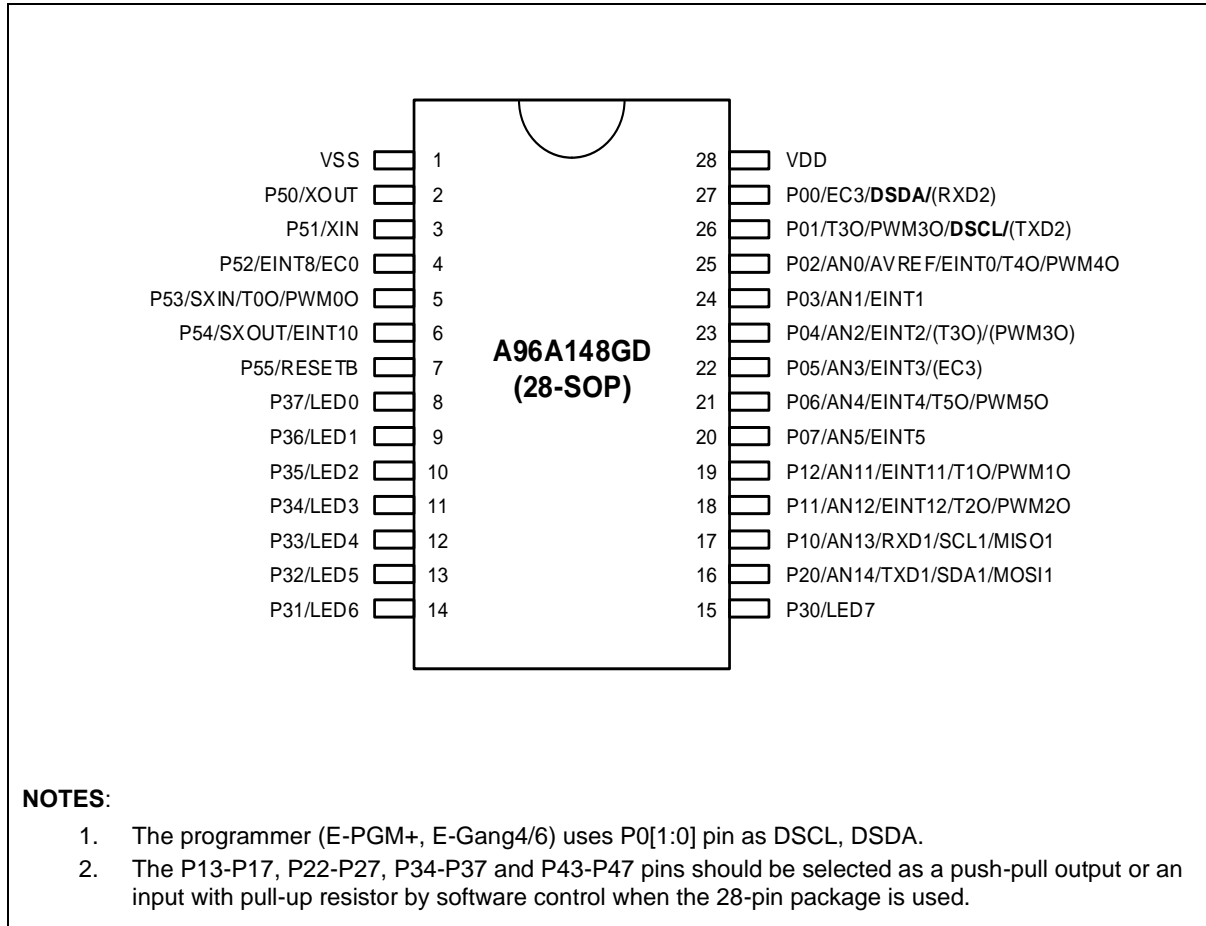 VSS 1 28 VDD
P50/XOUT 2 27 P00/EC3/DSDA/(RXD2)
P51/XIN 3 26 P01/T3O/PWM3O/DSCL/(TXD2)
P52/EINT8/EC0 4 25 P02/AN0/AVREF/EINT0/T4O/PWM4O
P53/SXIN/T0O/PWM0O 5 24 P03/AN1/EINT1
P54/SXOUT/EINT10 6 23 P04/AN2/EINT2/(T3O)/(PWM3O)
P55/RESETB 7 22 P05/AN3/EINT3/(EC3)
A96A148GD
(28-SOP)
P37/LED0 8 21 P06/AN4/EINT4/T5O/PWM5O
P36/LED1 9 20 P07/AN5/EINT5
P35/LED2 10 19 P12/AN11/EINT11/T1O/PWM1O
P34/LED3 11 18 P11/AN12/EINT12/T2O/PWM2O
P33/LED4 12 17 P10/AN13/RXD1/SCL1/MISO1
P32/LED5 13 16 P20/AN14/TXD1/SDA1/MOSI1
P31/LED6 14 15 P30/LED7
NOTES:
1. The programmer (E-PGM+, E-Gang4/6) uses P0[1:0] pin as DSCL, DSDA.
2. The P13-P17, P22-P27, P34-P37 and P43-P47 pins should be selected as a push-pull output or an
input with pull-up resistor by software control when the 28-pin package is used.